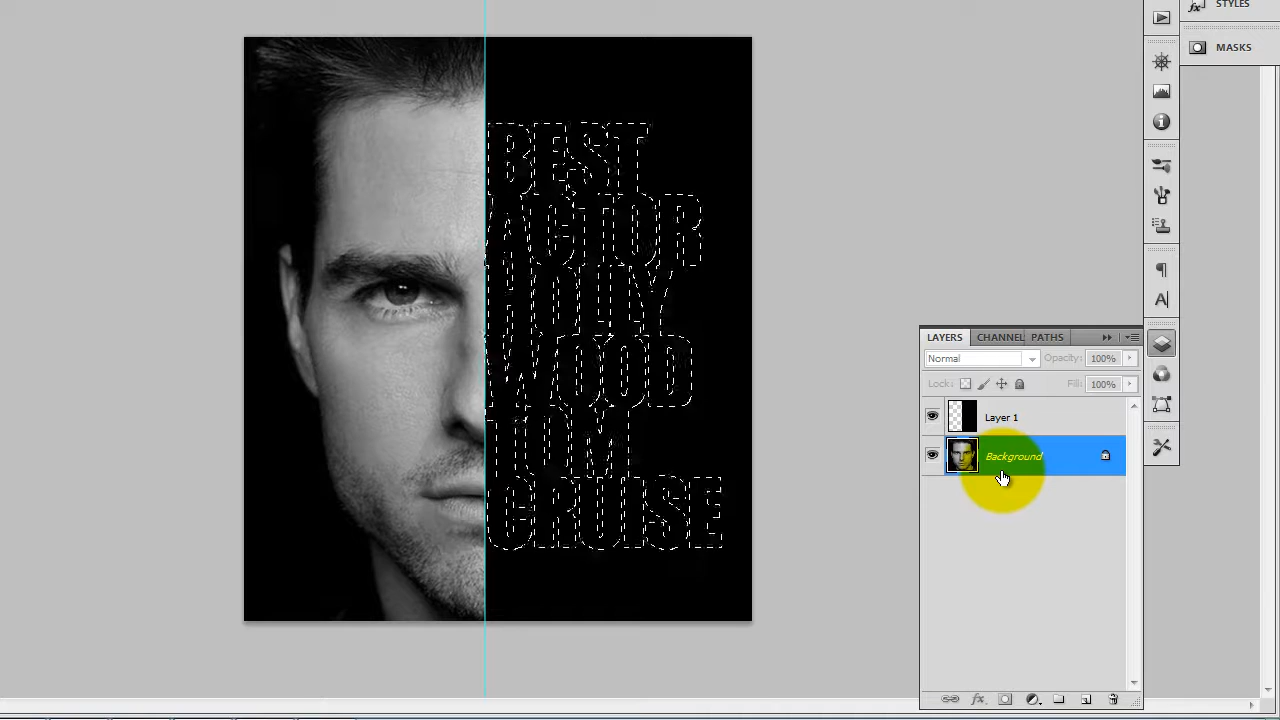 STYLES
MASKS
BEST
ACTOR
HOLLY
WOOD
TOM
CRUISE
LAYERS CHANNEL PATHS
Normal Opacity: 100%
Lock: Fill: 100%
Layer 1
Background